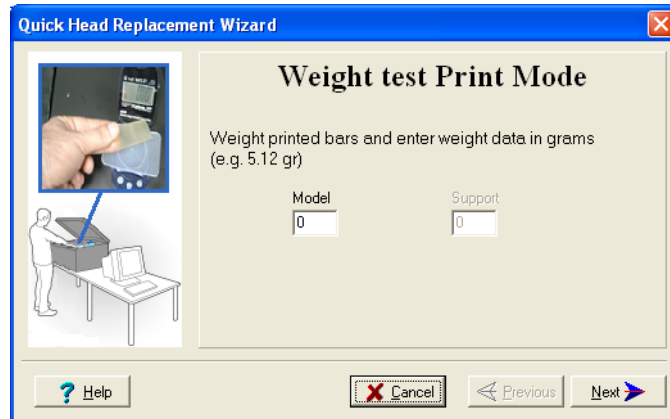 Quick Head Replacement Wizard
Weight test Print Mode
Weight printed bars and enter weight data in grams
(e.g. 5.12 gr)
Model Support
0 0
? Help Cancel Previous Next